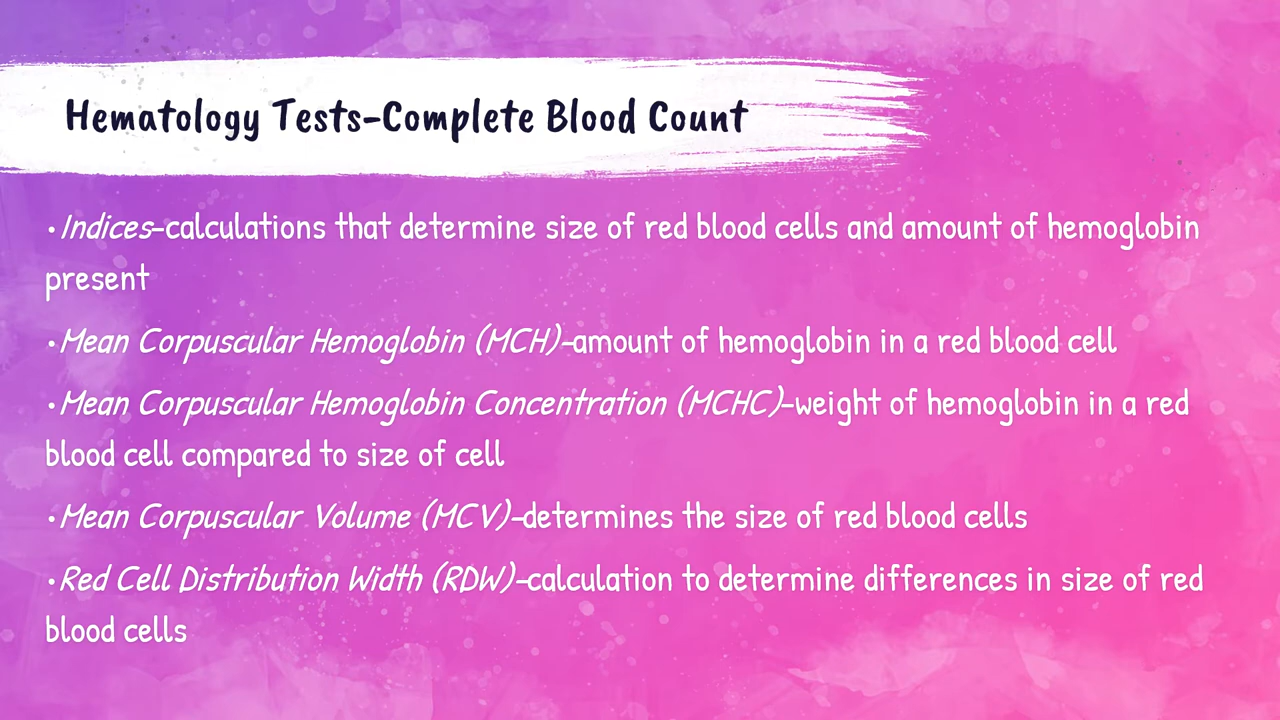 Hematology Tests-Complete Blood Count
•Indices-calculations that determine size of red blood cells and amount of hemoglobin
present
•Mean Corpuscular Hemoglobin (MCH)-amount of hemoglobin in a red blood cell
•Mean Corpuscular Hemoglobin Concentration (MCHC)-weight of hemoglobin in a red
blood cell compared to size of cell
•Mean Corpuscular Volume (MCV)-determines the size of red blood cells
•Red Cell Distribution Width (RDW)-calculation to determine differences in size of red
blood cells